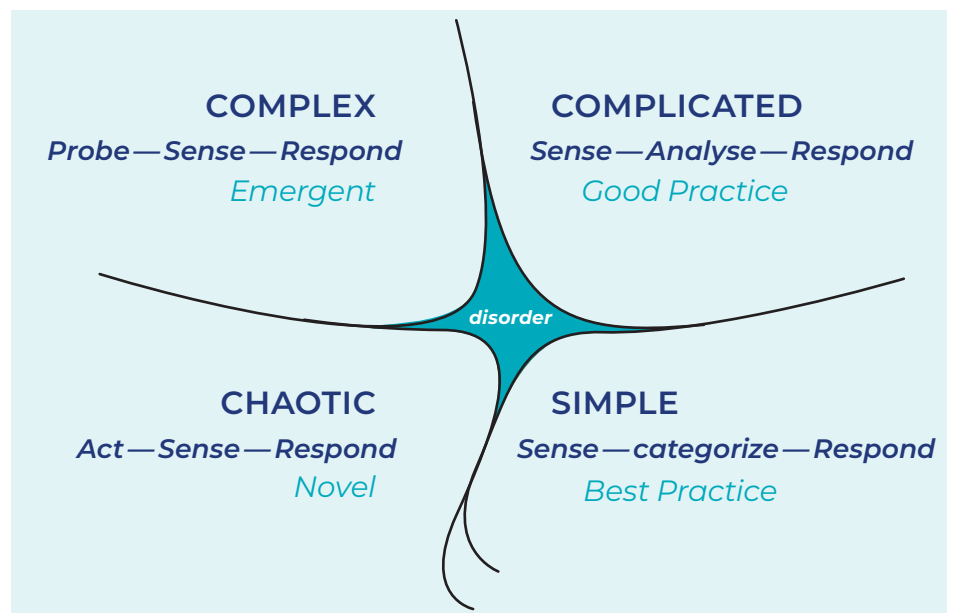 COMPLEX
Probe — Sense — Respond
Emergent
COMPLICATED
Sense — Analyse — Respond
Good Practice
disorder
CHAOTIC
Act — Sense — Respond
Novel
SIMPLE
Sense — categorize — Respond
Best Practice